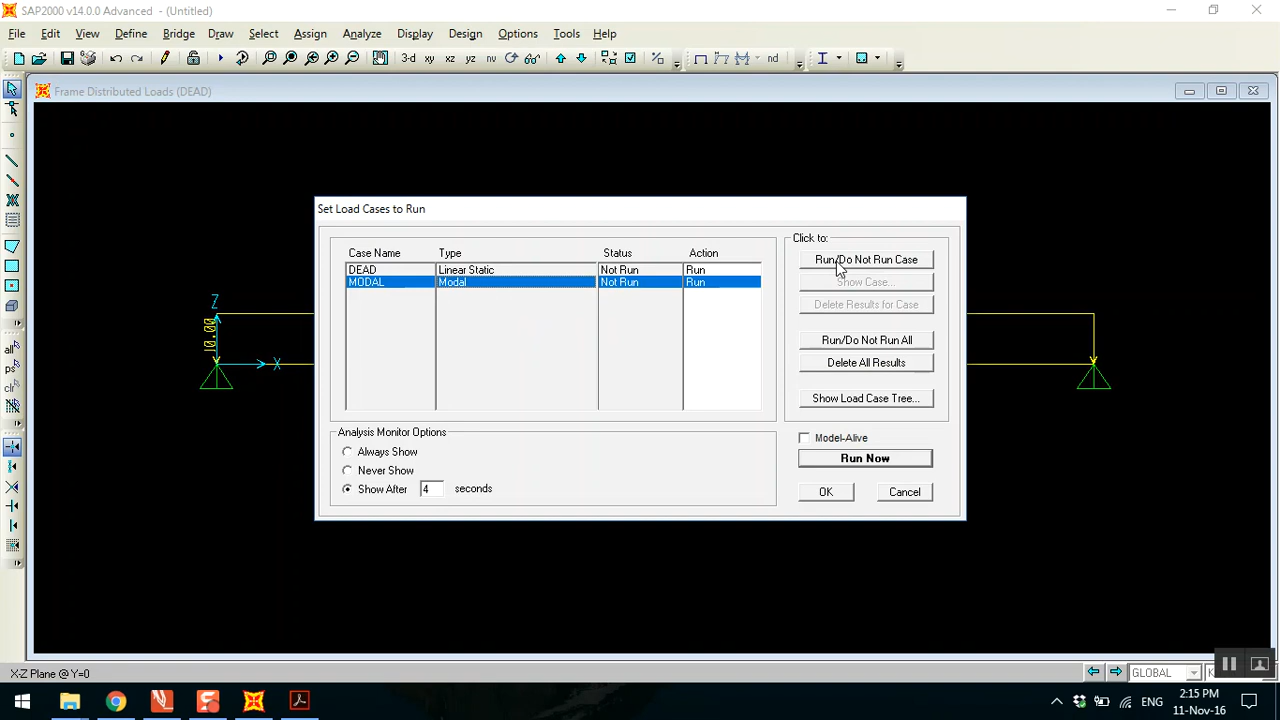 SAP2000 v14.0.0 Advanced - (Untitled)
File Edit View Define Bridge Draw Select Assign Analyze Display Design Options Tools Help
3-d xy xz yz nv nd
Frame Distributed Loads (DEAD)
all
ps
clr
Z
10.00
X
Set Load Cases to Run
Case Name Type Status Action
DEAD Linear Static Not Run Run
MODAL Modal Not Run Run
Click to:
Run/Do Not Run Case
Show Case...
Delete Results for Case
Run/Do Not Run All
Delete All Results
Show Load Case Tree...
Analysis Monitor Options
Always Show
Never Show
Show After 4 seconds
Model-Alive
Run Now
OK Cancel
X-Z Plane @ Y=0
GLOBAL
ENG
2:15 PM
11-Nov-16